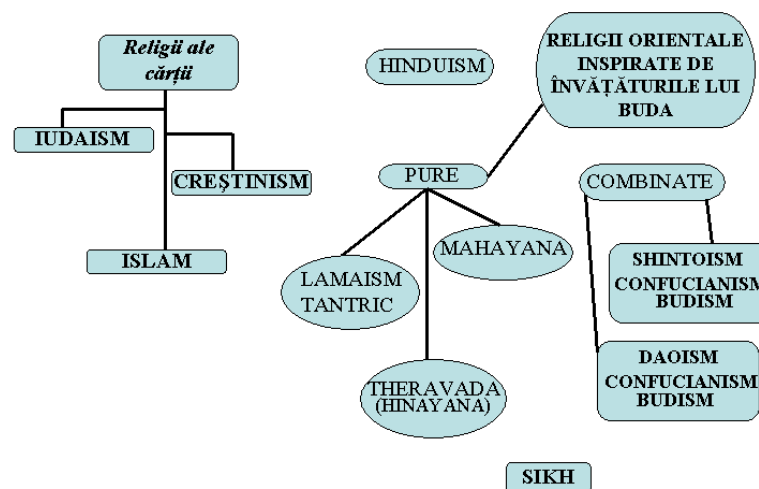 Religii ale
cărții
IUDAISM
CREŞTINISM
ISLAM
HINDUISM
RELIGII ORIENTALE
INSPIRATE DE
ÎNVĂȚĂTURILE LUI
BUDA
PURE
LAMAISM
TANTRIC
MAHAYANA
THERAVADA
(HINAYANA)
COMBINATE
SHINTOISM
CONFUCIANISM
BUDISM
DAOISM
CONFUCIANISM
BUDISM
SIKH